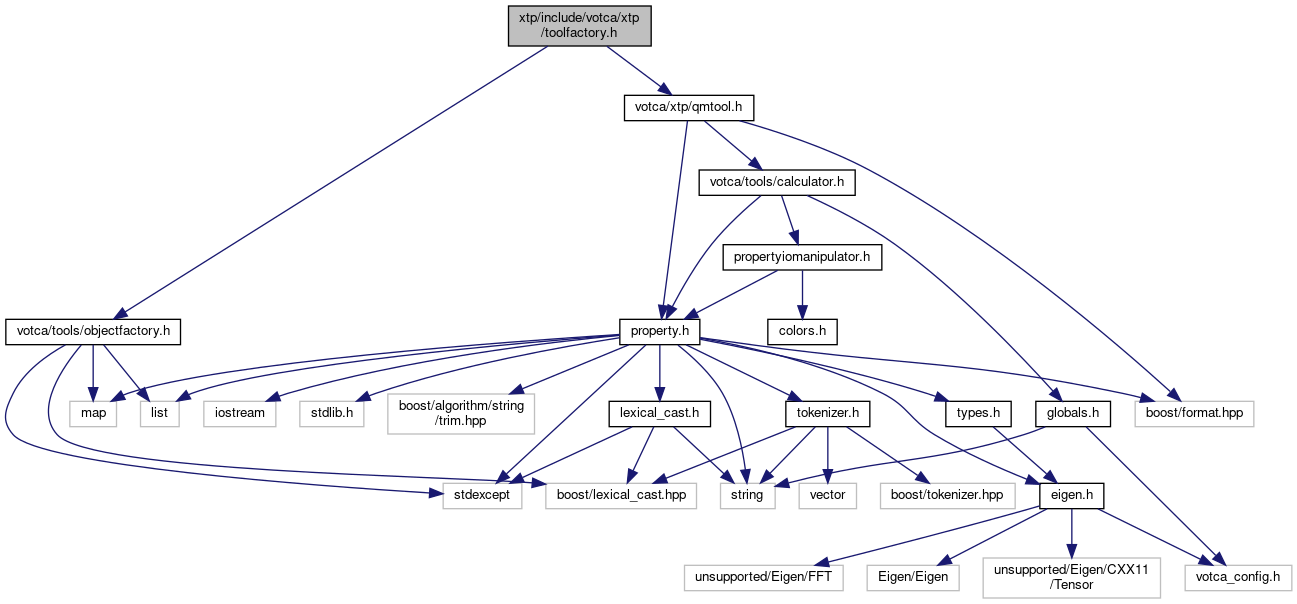 xtp/include/votca/xtp
/toolfactory.h
votca/xtp/qmtool.h
votca/tools/calculator.h
propertyiomanipulator.h
votca/tools/objectfactory.h
property.h
colors.h
map
list
iostream
stdlib.h
boost/algorithm/string
/trim.hpp
lexical_cast.h
tokenizer.h
types.h
globals.h
boost/format.hpp
stdexcept
boost/lexical_cast.hpp
string
vector
boost/tokenizer.hpp
eigen.h
unsupported/Eigen/FFT
Eigen/Eigen
unsupported/Eigen/CXX11
/Tensor
votca_config.h